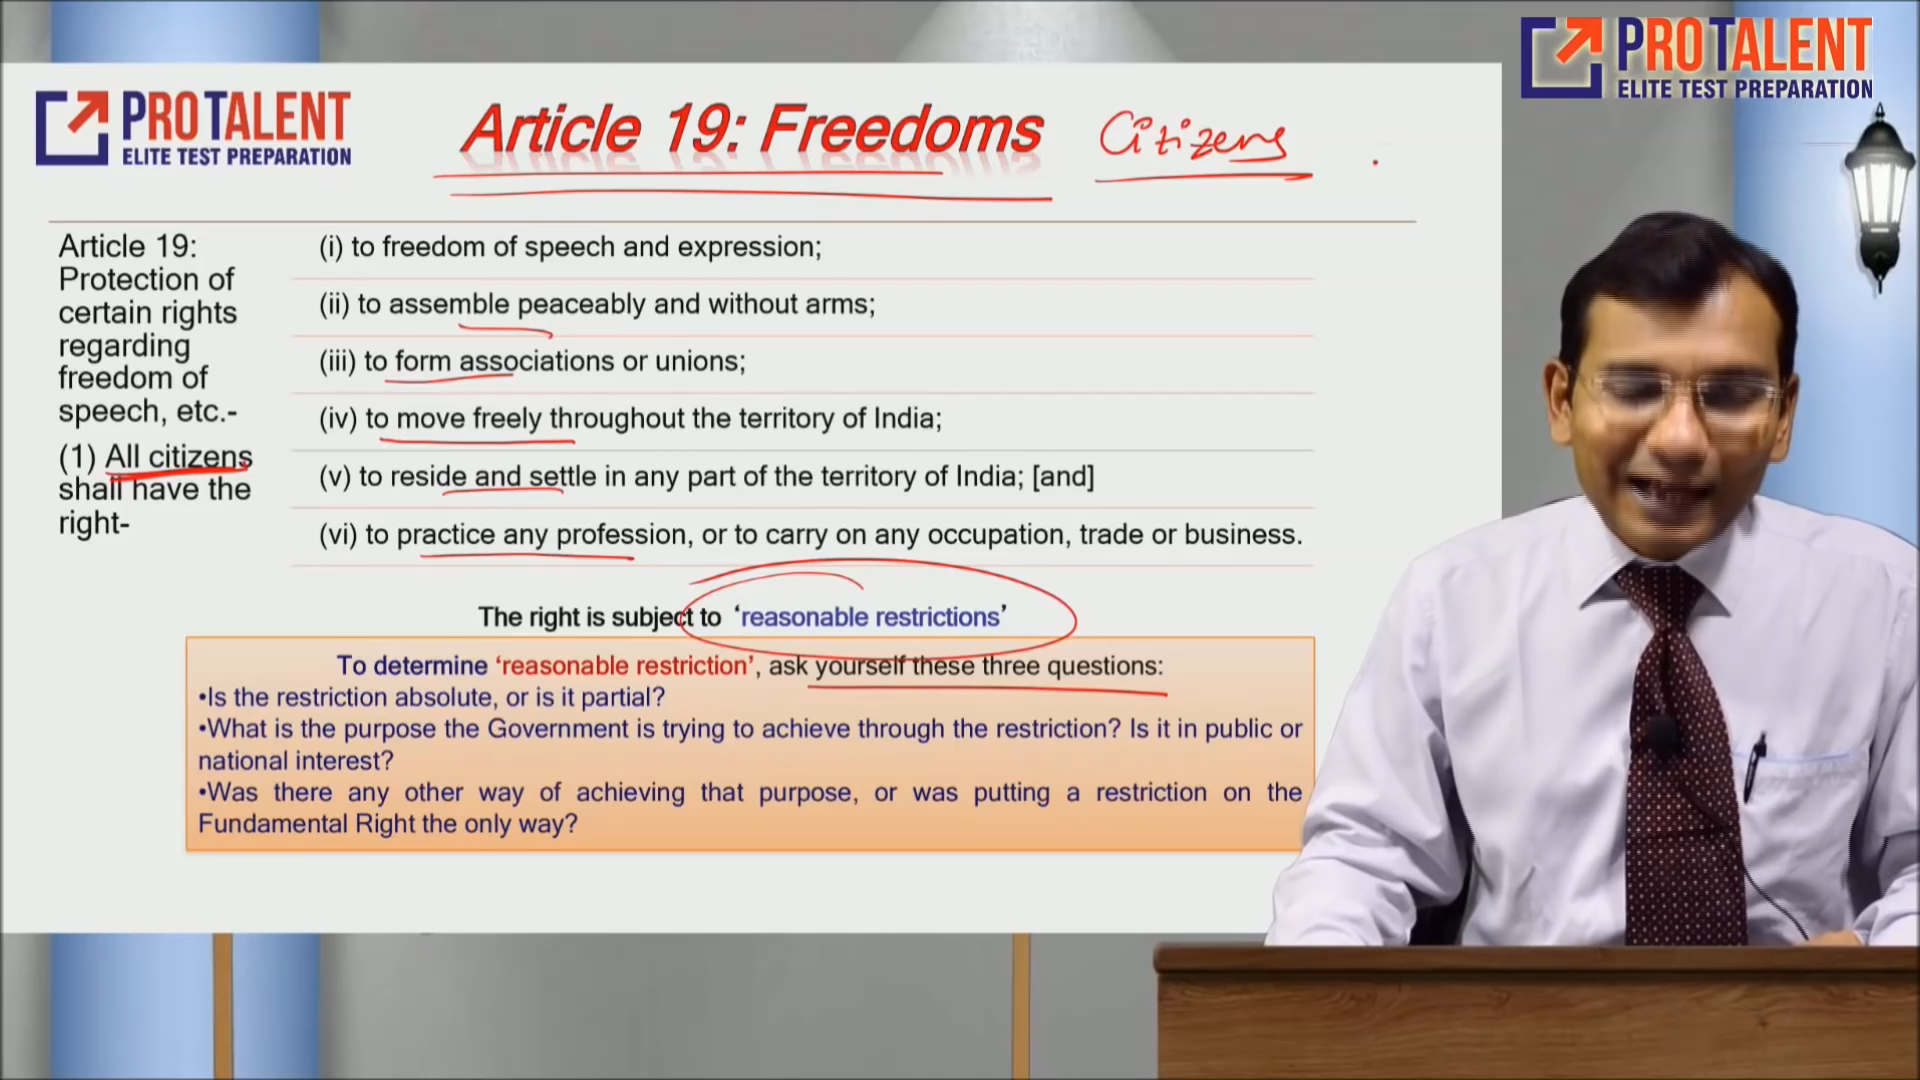 PRO TALENT
ELITE TEST PREPARATION
PRO TALENT
ELITE TEST PREPARATION
Article 19: Freedoms Citizens
Article 19:
Protection of
certain rights
regarding
freedom of
speech, etc.-
(1) All citizens
shall have the
right-
(i) to freedom of speech and expression;
(ii) to assemble peaceably and without arms;
(iii) to form associations or unions;
(iv) to move freely throughout the territory of India;
(v) to reside and settle in any part of the territory of India; [and]
(vi) to practice any profession, or to carry on any occupation, trade or business.
The right is subject to ‘reasonable restrictions’
To determine ‘reasonable restriction’, ask yourself these three questions:
•Is the restriction absolute, or is it partial?
•What is the purpose the Government is trying to achieve through the restriction? Is it in public or
national interest?
•Was there any other way of achieving that purpose, or was putting a restriction on the
Fundamental Right the only way?